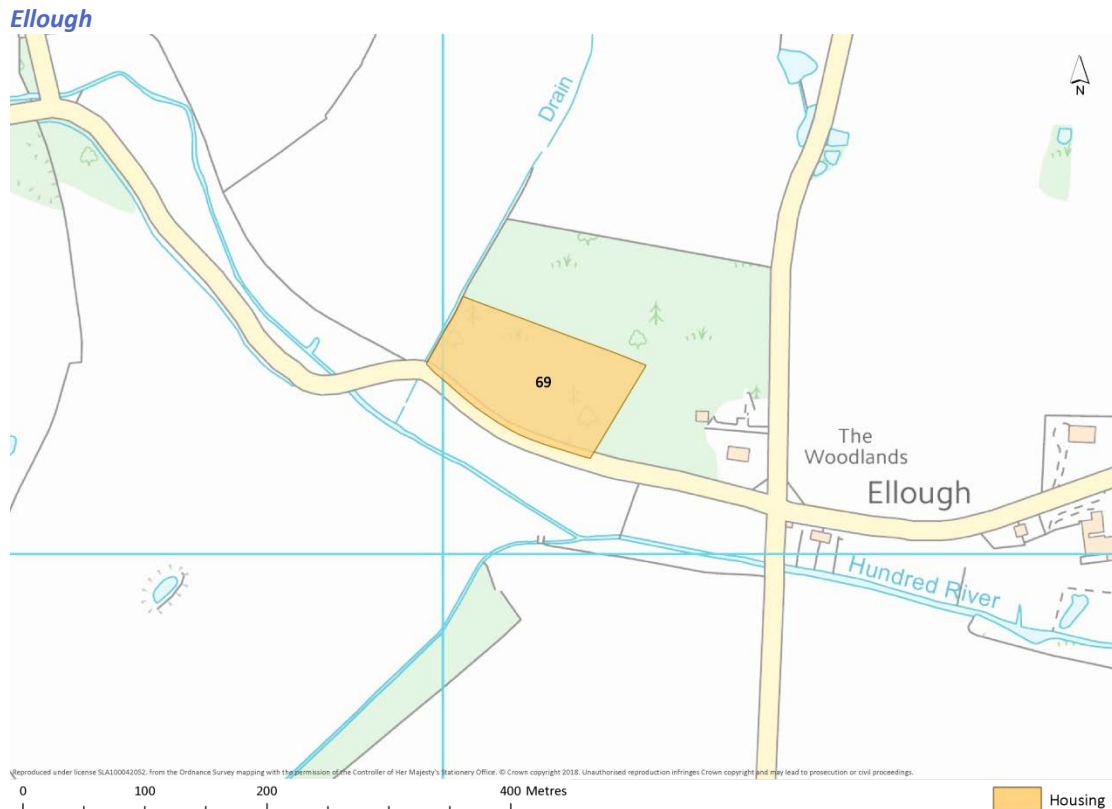 Ellough
N
Drain
69
The
Woodlands
Ellough
Hundred River
Reproduced under license SLA100042052. from the Ordnance Survey mapping with the permission of the Controller of Her Majesty's Stationery Office. © Crown copyright 2018. Unauthorised reproduction infringes Crown copyright and may lead to prosecution or civil proceedings.
0 100 200 400 Metres
Housing